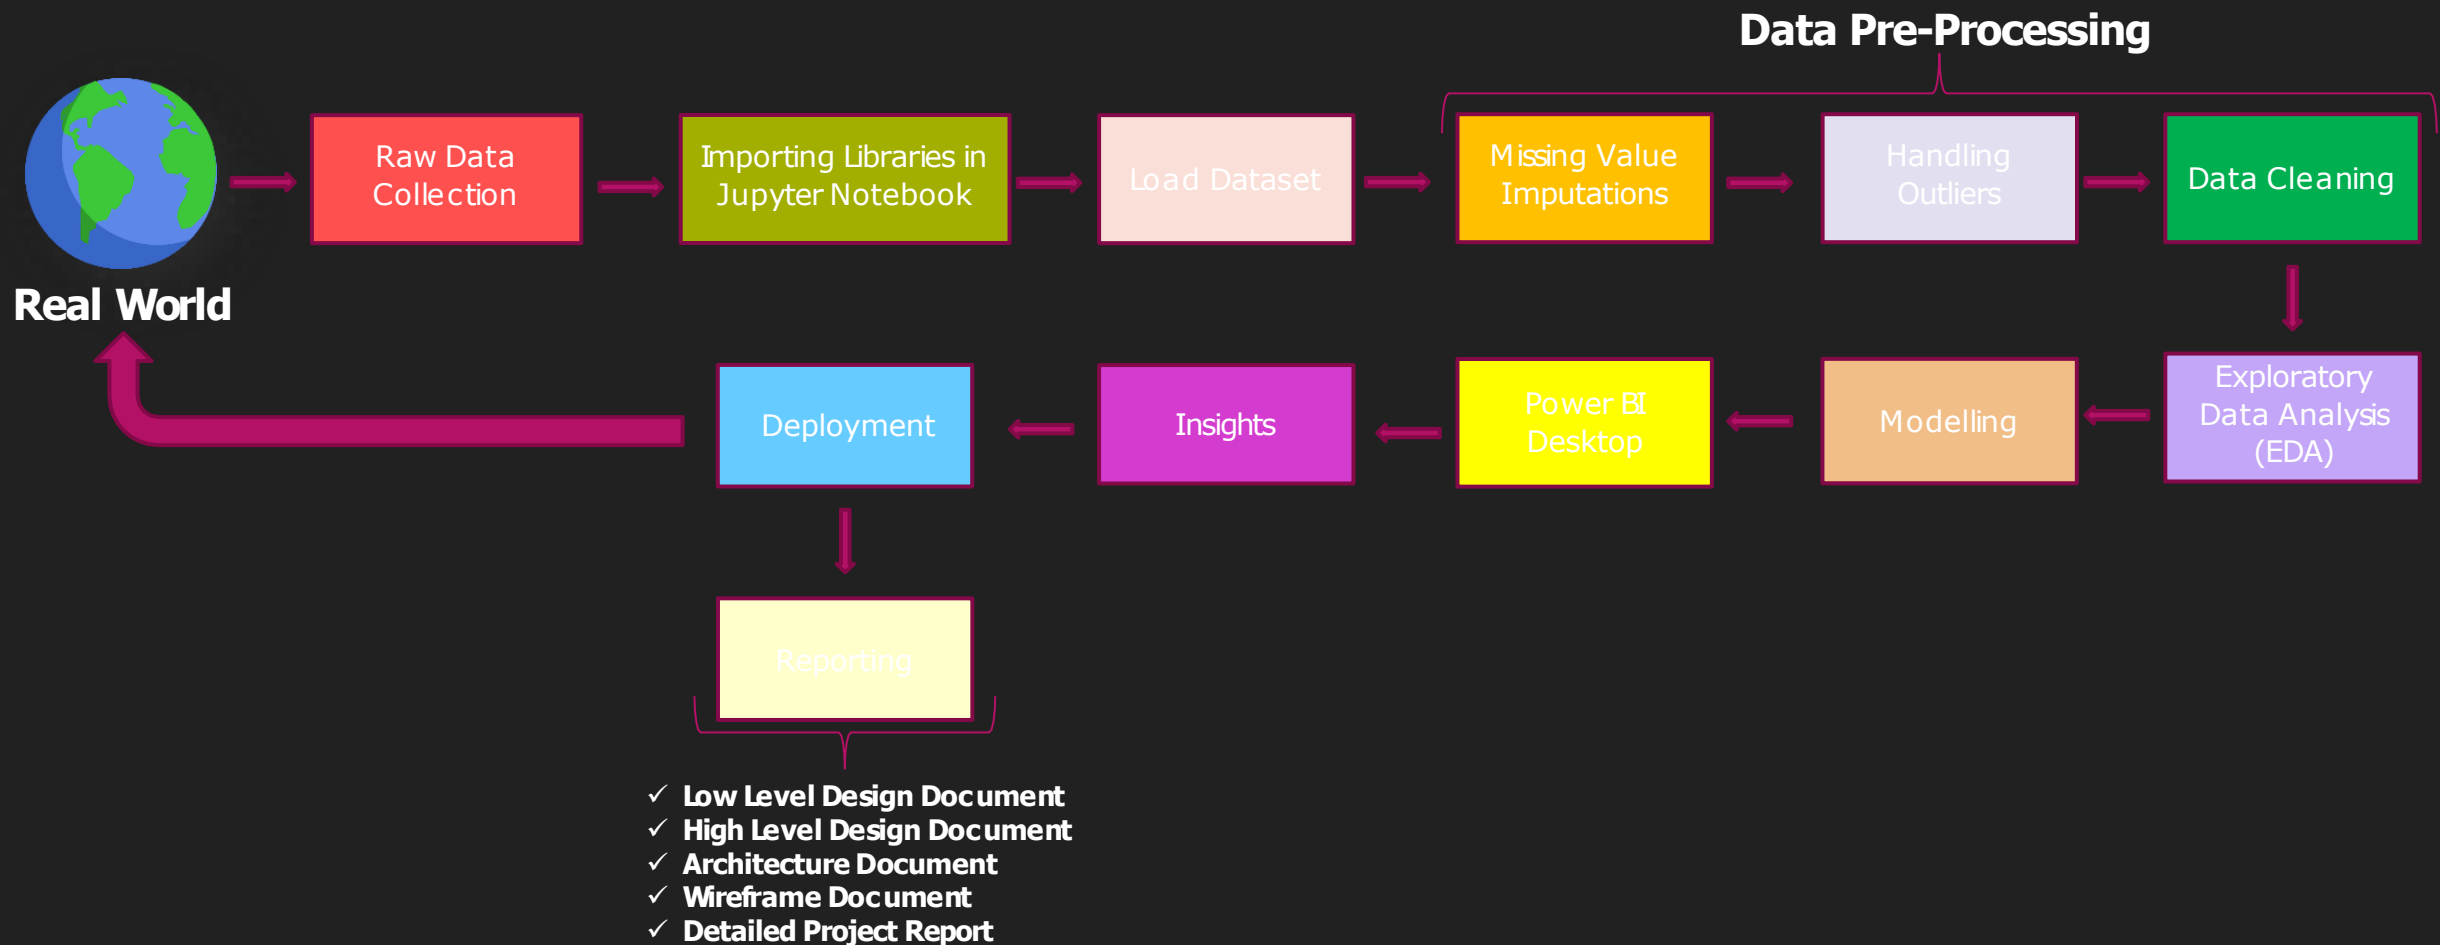 Data Pre-Processing
Raw Data
Collection
Importing Libraries in
Jupyter Notebook
Load Dataset
Missing Value
Imputations
Handling
Outliers
Data Cleaning
Real World
Deployment
Insights
Power BI
Desktop
Modelling
Exploratory
Data Analysis
(EDA)
Reporting
✓ Low Level Design Document
✓ High Level Design Document
✓ Architecture Document
✓ Wireframe Document
✓ Detailed Project Report